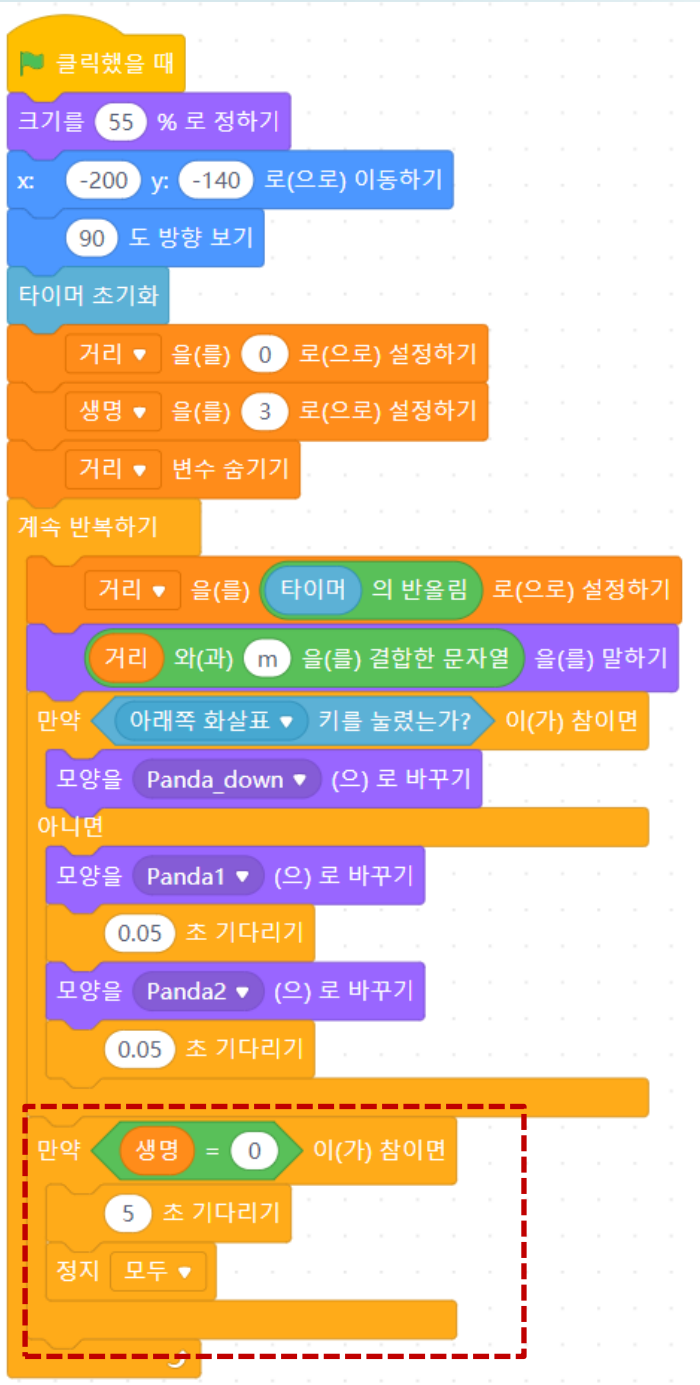 클릭했을 때
크기를 55 % 로 정하기
x: -200 y: -140 로(으로) 이동하기
90 도 방향 보기
타이머 초기화
거리 을(를) 0 로(으로) 설정하기
생명 을(를) 3 로(으로) 설정하기
거리 변수 숨기기
계속 반복하기
거리 을(를) 타이머 의 반올림 로(으로) 설정하기
거리 와(과) m 을(를) 결합한 문자열 을(를) 말하기
만약 아래쪽 화살표 키를 눌렀는가? 이(가) 참이면
모양을 Panda_down (으) 로 바꾸기
아니면
모양을 Panda1 (으) 로 바꾸기
0.05 초 기다리기
모양을 Panda2 (으) 로 바꾸기
0.05 초 기다리기
만약 생명 = 0 이(가) 참이면
5 초 기다리기
정지 모두